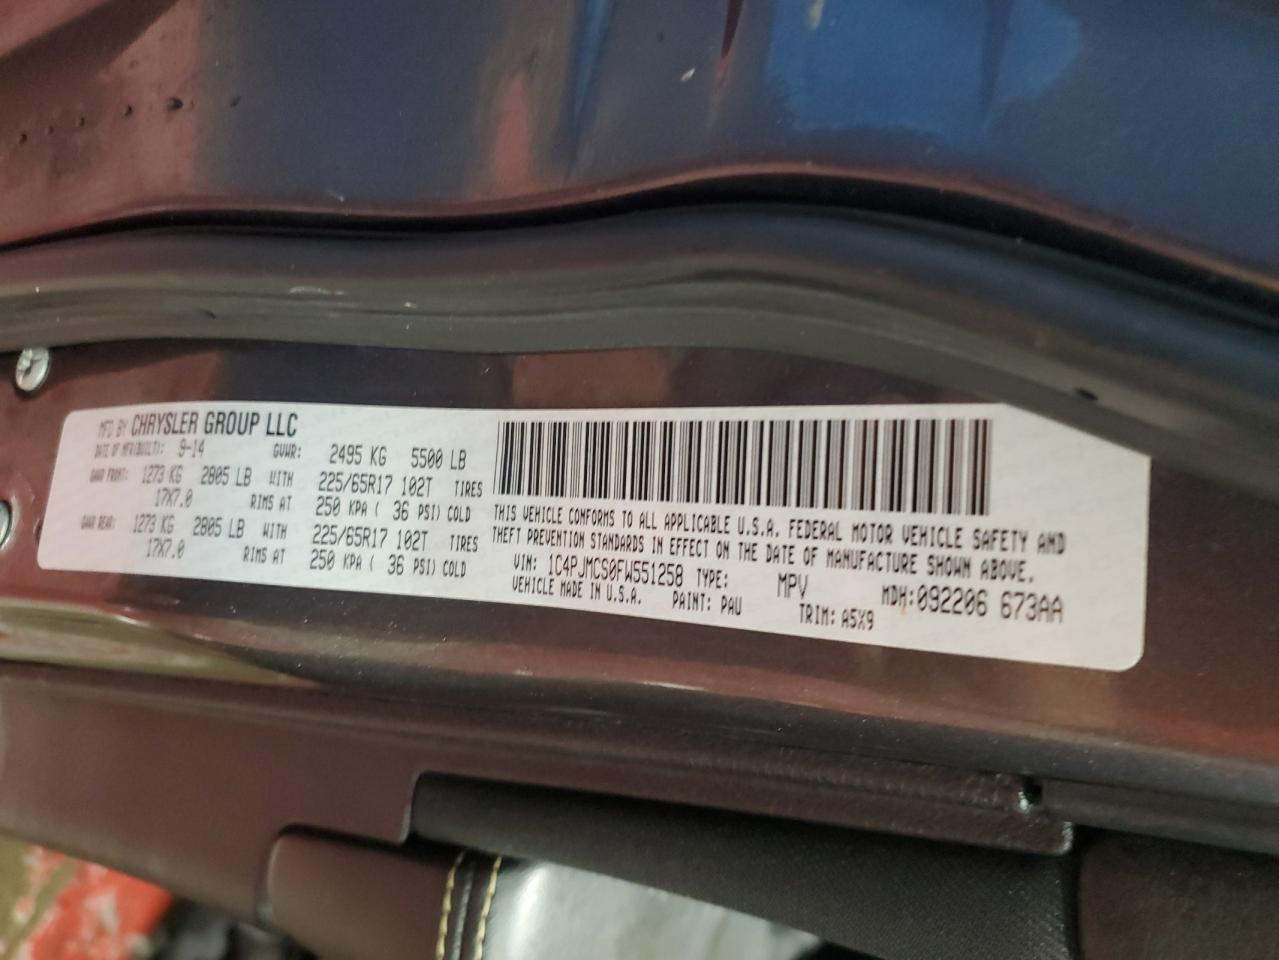 MFD BY CHRYSLER GROUP LLC
DATE OF MFR(BUILT): 9-14 GVWR: 2495 KG 5500 LB
GAWR FRONT: 1273 KG 2805 LB WITH 225/65R17 102T TIRES
17X7.0 RIMS AT 250 KPA ( 36 PSI) COLD
GAWR REAR: 1273 KG 2805 LB WITH 225/65R17 102T TIRES
17X7.0 RIMS AT 250 KPA ( 36 PSI) COLD
THIS VEHICLE CONFORMS TO ALL APPLICABLE U.S.A. FEDERAL MOTOR VEHICLE SAFETY AND
THEFT PREVENTION STANDARDS IN EFFECT ON THE DATE OF MANUFACTURE SHOWN ABOVE.
VIN: 1C4PJMCS0FW551258 TYPE: MPV MDH:092206 673AA
VEHICLE MADE IN U.S.A. PAINT: PAU TRIM: A5X9